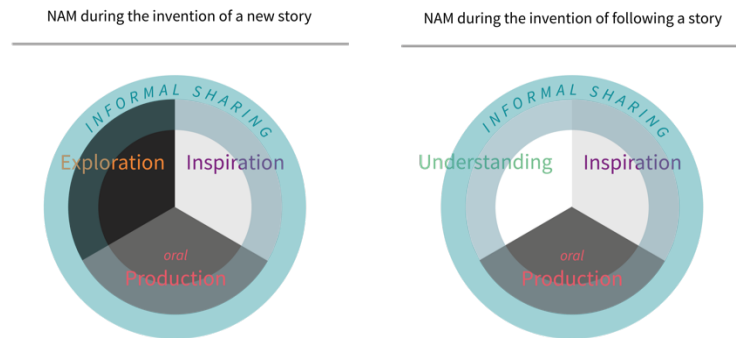 NAM during the invention of a new story
INFORMAL SHARING
Exploration
Inspiration
oral
Production
NAM during the invention of following a story
INFORMAL SHARING
Understanding
Inspiration
oral
Production